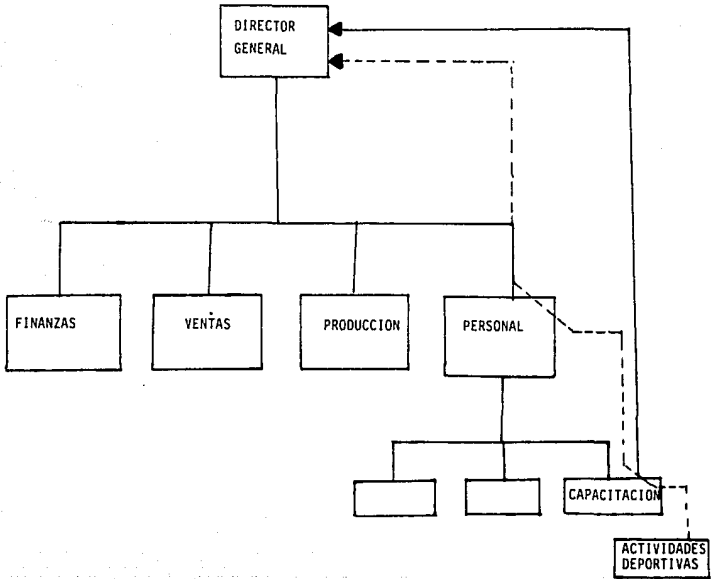 DIRECTOR
GENERAL
FINANZAS
VENTAS
PRODUCCION
PERSONAL
CAPACITACION
ACTIVIDADES
DEPORTIVAS